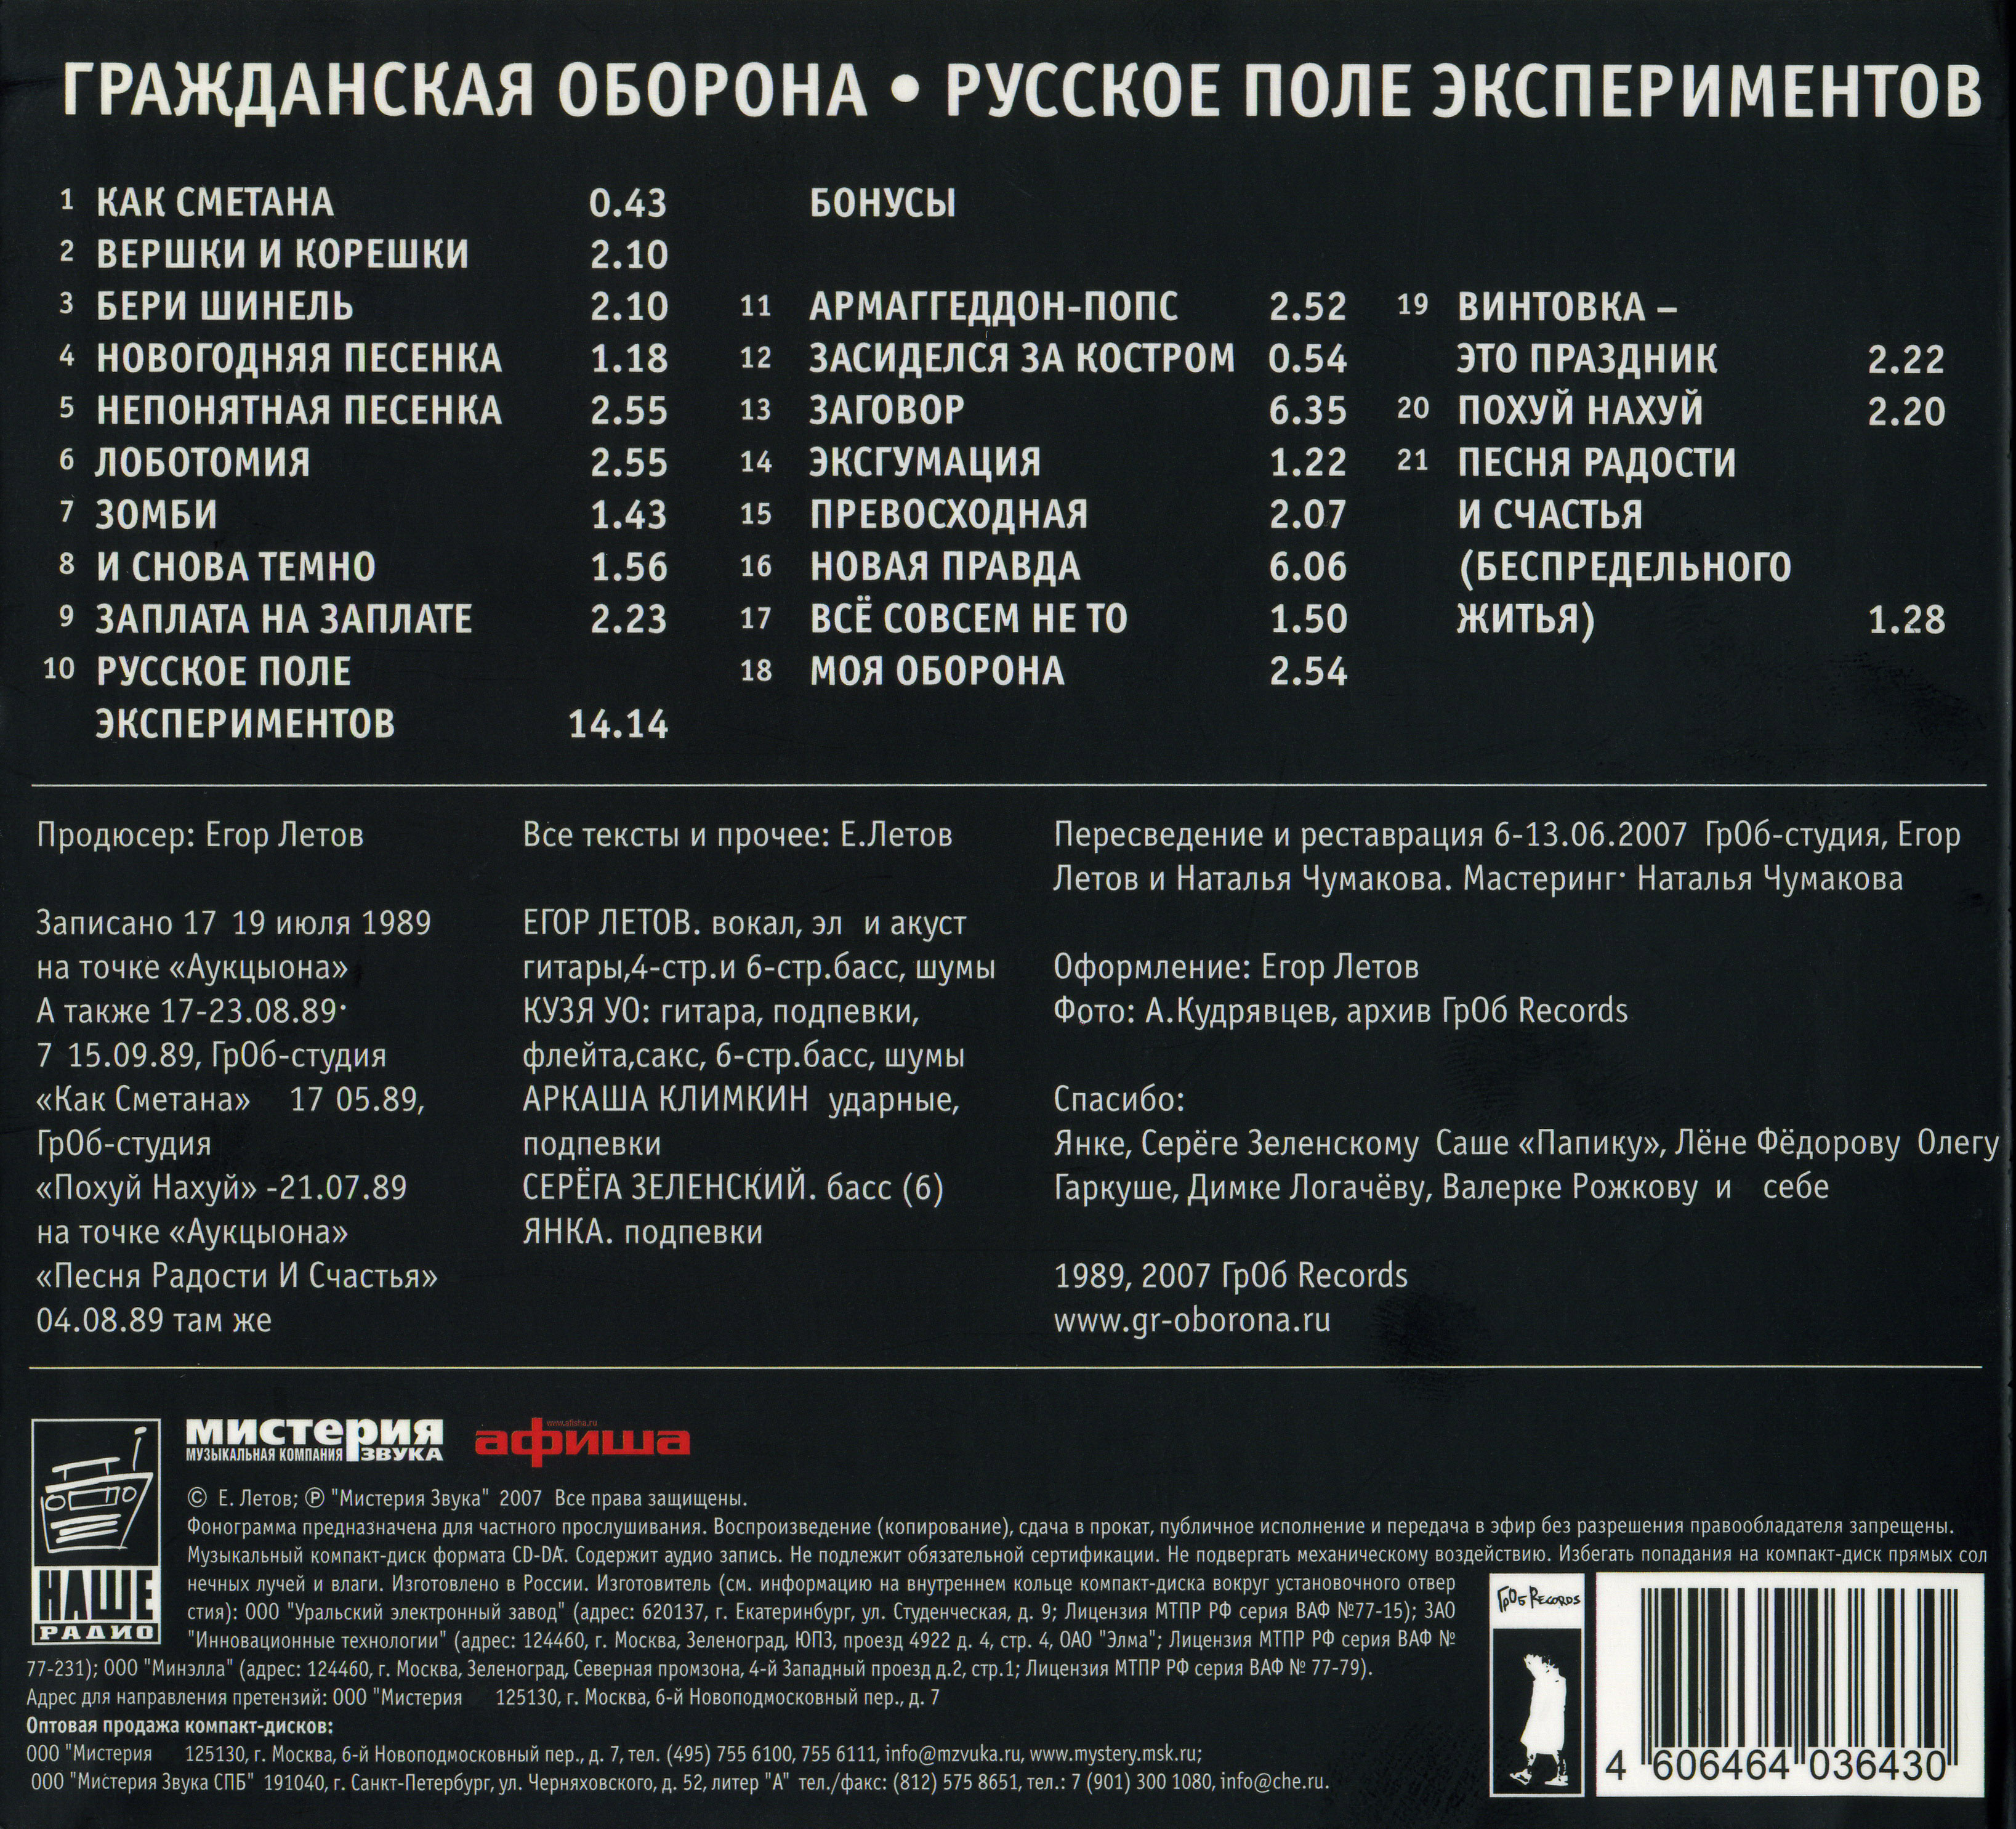 ГРАЖДАНСКАЯ ОБОРОНА • РУССКОЕ ПОЛЕ ЭКСПЕРИМЕНТОВ
1 КАК СМЕТАНА 0.43
2 ВЕРШКИ И КОРЕШКИ 2.10
3 БЕРИ ШИНЕЛЬ 2.10
4 НОВОГОДНЯЯ ПЕСЕНКА 1.18
5 НЕПОНЯТНАЯ ПЕСЕНКА 2.55
6 ЛОБОТОМИЯ 2.55
7 ЗОМБИ 1.43
8 И СНОВА ТЕМНО 1.56
9 ЗАПЛАТА НА ЗАПЛАТЕ 2.23
10 РУССКОЕ ПОЛЕ
ЭКСПЕРИМЕНТОВ 14.14
БОНУСЫ
11 АРМАГГЕДДОН-ПОПС 2.52
12 ЗАСИДЕЛСЯ ЗА КОСТРОМ 0.54
13 ЗАГОВОР 6.35
14 ЭКСГУМАЦИЯ 1.22
15 ПРЕВОСХОДНАЯ 2.07
16 НОВАЯ ПРАВДА 6.06
17 ВСЁ СОВСЕМ НЕ ТО 1.50
18 МОЯ ОБОРОНА 2.54
19 ВИНТОВКА –
ЭТО ПРАЗДНИК 2.22
20 ПОХУЙ НАХУЙ 2.20
21 ПЕСНЯ РАДОСТИ
И СЧАСТЬЯ
(БЕСПРЕДЕЛЬНОГО
ЖИТЬЯ) 1.28
Продюсер: Егор Летов
Записано 17 19 июля 1989
на точке «Аукцыона»
А также 17-23.08.89·
7 15.09.89, ГрОб-студия
«Как Сметана» 17 05.89,
ГрОб-студия
«Похуй Нахуй» -21.07.89
на точке «Аукцыона»
«Песня Радости И Счастья»
04.08.89 там же
Все тексты и прочее: Е.Летов
ЕГОР ЛЕТОВ. вокал, эл и акуст
гитары,4-стр.и 6-стр.басс, шумы
КУЗЯ УО: гитара, подпевки,
флейта,сакс, 6-стр.басс, шумы
АРКАША КЛИМКИН ударные,
подпевки
СЕРЁГА ЗЕЛЕНСКИЙ. басс (6)
ЯНКА. подпевки
Пересведение и реставрация 6-13.06.2007 ГрОб-студия, Егор
Летов и Наталья Чумакова. Мастеринг· Наталья Чумакова
Оформление: Егор Летов
Фото: А.Кудрявцев, архив ГрОб Records
Спасибо:
Янке, Серёге Зеленскому Саше «Папику», Лёне Фёдорову Олегу
Гаркуше, Димке Логачёву, Валерке Рожкову и себе
1989, 2007 ГрОб Records
www.gr-oborona.ru
НАШЕ
РАДИО
мистерия
МУЗЫКАЛЬНАЯ КОМПАНИЯ ЗВУКА
www.afisha.ru
афиша
© Е. Летов; ℗ "Мистерия Звука" 2007 Все права защищены.
Фонограмма предназначена для частного прослушивания. Воспроизведение (копирование), сдача в прокат, публичное исполнение и передача в эфир без разрешения правообладателя запрещены.
Музыкальный компакт-диск формата CD-DA. Содержит аудио запись. Не подлежит обязательной сертификации. Не подвергать механическому воздействию. Избегать попадания на компакт-диск прямых сол
нечных лучей и влаги. Изготовлено в России. Изготовитель (см. информацию на внутреннем кольце компакт-диска вокруг установочного отвер
стия): ООО "Уральский электронный завод" (адрес: 620137, г. Екатеринбург, ул. Студенческая, д. 9; Лицензия МТПР РФ серия ВАФ №77-15); ЗАО
"Инновационные технологии" (адрес: 124460, г. Москва, Зеленоград, ЮПЗ, проезд 4922 д. 4, стр. 4, ОАО "Элма"; Лицензия МТПР РФ серия ВАФ №
77-231); ООО "Минэлла" (адрес: 124460, г. Москва, Зеленоград, Северная промзона, 4-й Западный проезд д.2, стр.1; Лицензия МТПР РФ серия ВАФ № 77-79).
Адрес для направления претензий: ООО "Мистерия 125130, г. Москва, 6-й Новоподмосковный пер., д. 7
Оптовая продажа компакт-дисков:
ООО "Мистерия 125130, г. Москва, 6-й Новоподмосковный пер., д. 7, тел. (495) 755 6100, 755 6111, info@mzvuka.ru, www.mystery.msk.ru;
ООО "Мистерия Звука СПБ" 191040, г. Санкт-Петербург, ул. Черняховского, д. 52, литер "А" тел./факс: (812) 575 8651, тел.: 7 (901) 300 1080, info@che.ru.
ГрОб Records
4 606464 036430